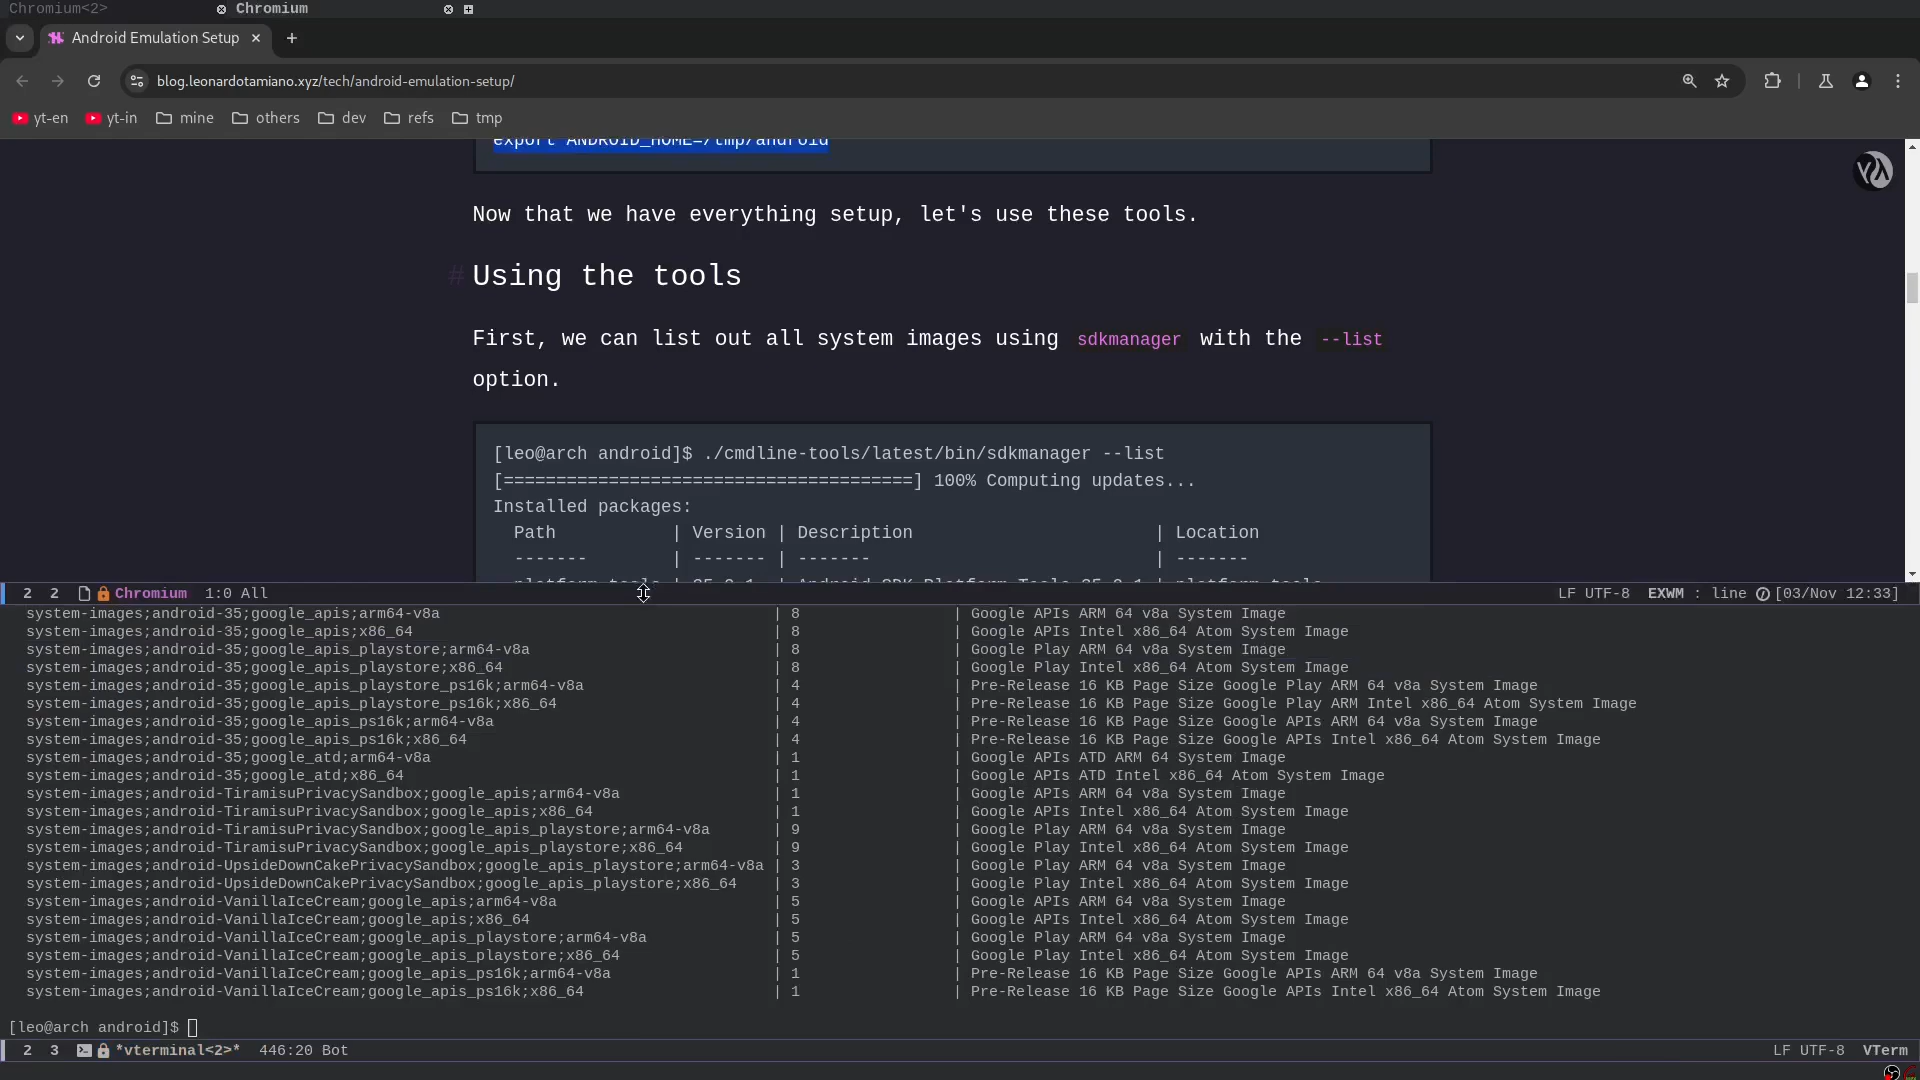 Chromium<2>
Chromium
Android Emulation Setup
blog.leonardotamiano.xyz/tech/android-emulation-setup/
yt-en
yt-in
mine
others
dev
refs
tmp
export ANDROID_HOME=/tmp/android
Now that we have everything setup, let's use these tools.
# Using the tools
First, we can list out all system images using sdkmanager with the --list
option.
[leo@arch android]$ ./cmdline-tools/latest/bin/sdkmanager --list
[=======================================] 100% Computing updates...
Installed packages:
Path | Version | Description | Location
------- | ------- | ------- | -------
platform-tools | 35.0.1 | Android SDK Platform-Tools 35.0.1 | platform-tools
2 2 Chromium 1:0 All LF UTF-8 EXWM : line [03/Nov 12:33]
system-images;android-35;google_apis;arm64-v8a | 8 | Google APIs ARM 64 v8a System Image
system-images;android-35;google_apis;x86_64 | 8 | Google APIs Intel x86_64 Atom System Image
system-images;android-35;google_apis_playstore;arm64-v8a | 8 | Google Play ARM 64 v8a System Image
system-images;android-35;google_apis_playstore;x86_64 | 8 | Google Play Intel x86_64 Atom System Image
system-images;android-35;google_apis_playstore_ps16k;arm64-v8a | 4 | Pre-Release 16 KB Page Size Google Play ARM 64 v8a System Image
system-images;android-35;google_apis_playstore_ps16k;x86_64 | 4 | Pre-Release 16 KB Page Size Google Play ARM Intel x86_64 Atom System Image
system-images;android-35;google_apis_ps16k;arm64-v8a | 4 | Pre-Release 16 KB Page Size Google APIs ARM 64 v8a System Image
system-images;android-35;google_apis_ps16k;x86_64 | 4 | Pre-Release 16 KB Page Size Google APIs Intel x86_64 Atom System Image
system-images;android-35;google_atd;arm64-v8a | 1 | Google APIs ATD ARM 64 System Image
system-images;android-35;google_atd;x86_64 | 1 | Google APIs ATD Intel x86_64 Atom System Image
system-images;android-TiramisuPrivacySandbox;google_apis;arm64-v8a | 1 | Google APIs ARM 64 v8a System Image
system-images;android-TiramisuPrivacySandbox;google_apis;x86_64 | 1 | Google APIs Intel x86_64 Atom System Image
system-images;android-TiramisuPrivacySandbox;google_apis_playstore;arm64-v8a | 9 | Google Play ARM 64 v8a System Image
system-images;android-TiramisuPrivacySandbox;google_apis_playstore;x86_64 | 9 | Google Play Intel x86_64 Atom System Image
system-images;android-UpsideDownCakePrivacySandbox;google_apis_playstore;arm64-v8a | 3 | Google Play ARM 64 v8a System Image
system-images;android-UpsideDownCakePrivacySandbox;google_apis_playstore;x86_64 | 3 | Google Play Intel x86_64 Atom System Image
system-images;android-VanillaIceCream;google_apis;arm64-v8a | 5 | Google APIs ARM 64 v8a System Image
system-images;android-VanillaIceCream;google_apis;x86_64 | 5 | Google APIs Intel x86_64 Atom System Image
system-images;android-VanillaIceCream;google_apis_playstore;arm64-v8a | 5 | Google Play ARM 64 v8a System Image
system-images;android-VanillaIceCream;google_apis_playstore;x86_64 | 5 | Google Play Intel x86_64 Atom System Image
system-images;android-VanillaIceCream;google_apis_ps16k;arm64-v8a | 1 | Pre-Release 16 KB Page Size Google APIs ARM 64 v8a System Image
system-images;android-VanillaIceCream;google_apis_ps16k;x86_64 | 1 | Pre-Release 16 KB Page Size Google APIs Intel x86_64 Atom System Image
[leo@arch android]$
2 3 *vterminal<2>* 446:20 Bot LF UTF-8 VTerm